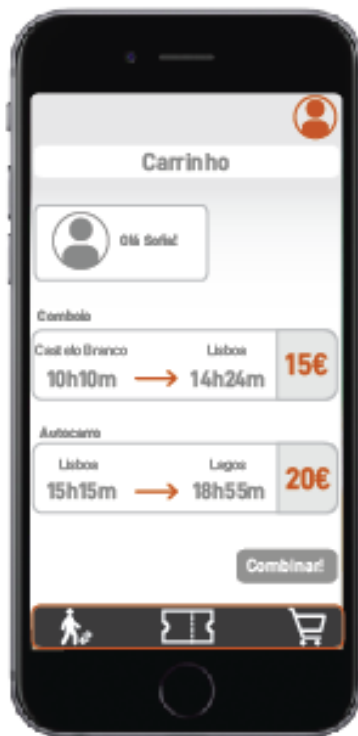 Carrinho
Olá Sofia!
Comboio
Castelo Branco Lisboa
10h10m 14h24m 15€
Autocarro
Lisboa Lagos
15h15m 18h55m 20€
Combinar!